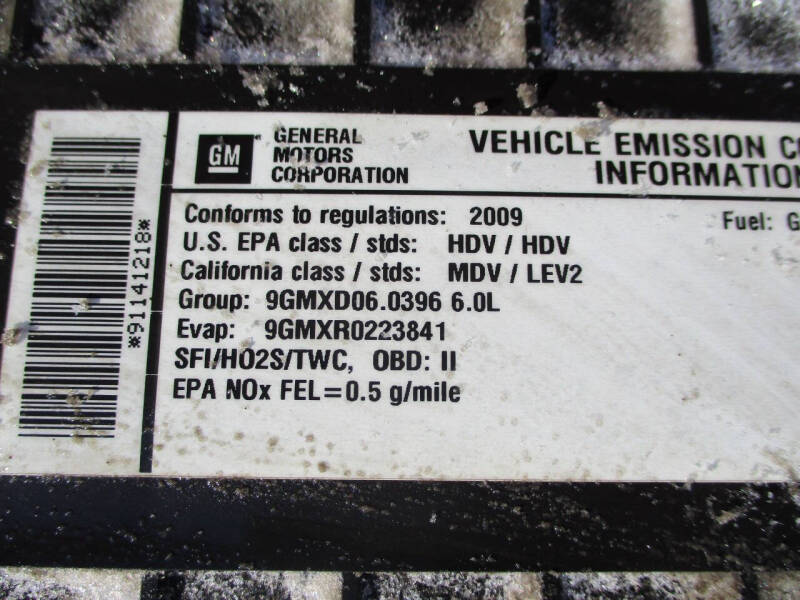 *91141218*
GM
GENERAL
MOTORS
CORPORATION
VEHICLE EMISSION
INFORMATION
Conforms to regulations: 2009
Fuel:
U.S. EPA class / stds: HDV / HDV
California class / stds: MDV / LEV2
Group: 9GMXD06.0396 6.0L
Evap: 9GMXR0223841
SFI/HO2S/TWC, OBD: II
EPA NOx FEL=0.5 g/mile